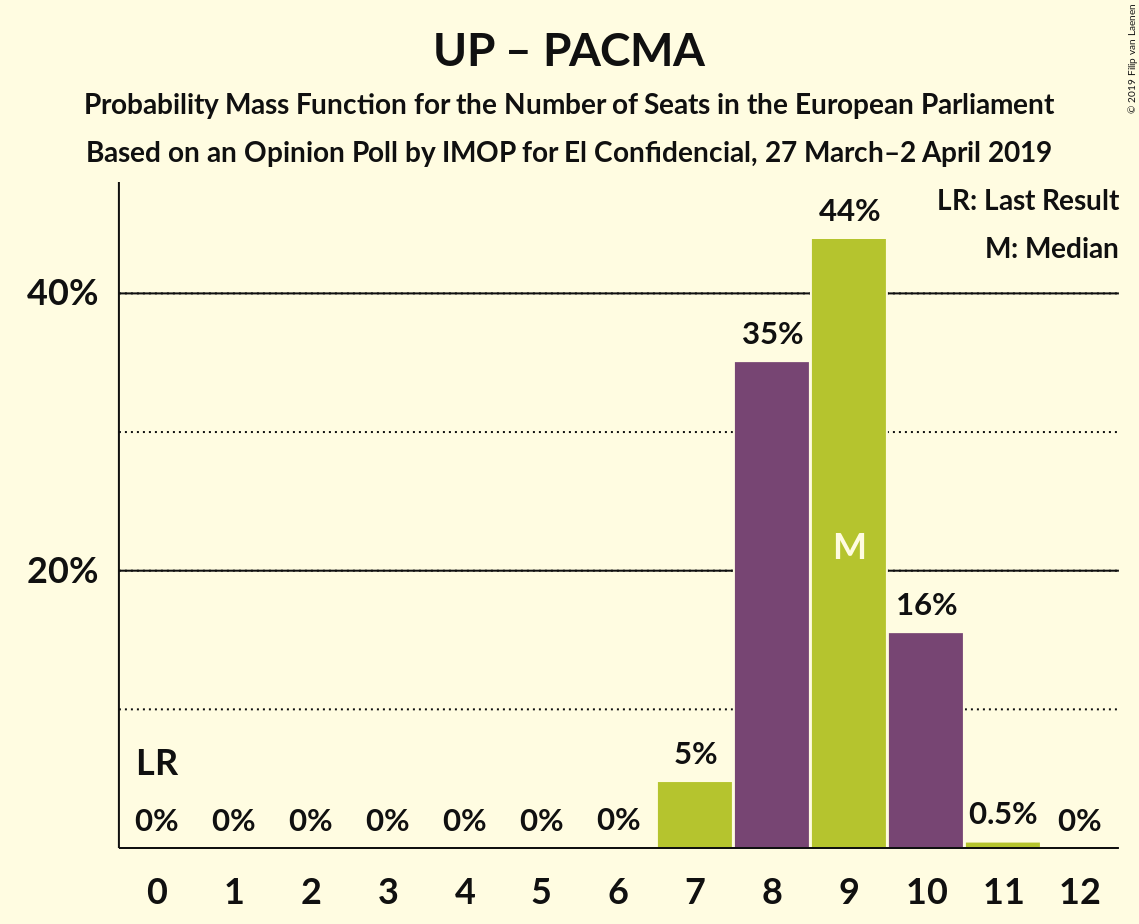 UP – PACMA
Probability Mass Function for the Number of Seats in the European Parliament
Based on an Opinion Poll by IMOP for El Confidencial, 27 March–2 April 2019
© 2019 Filip van Laenen
LR: Last Result
M: Median
44%
40%
35%
M
20%
16%
LR
5%
0% 0% 0% 0% 0% 0% 0% 0.5% 0%
0 1 2 3 4 5 6 7 8 9 10 11 12